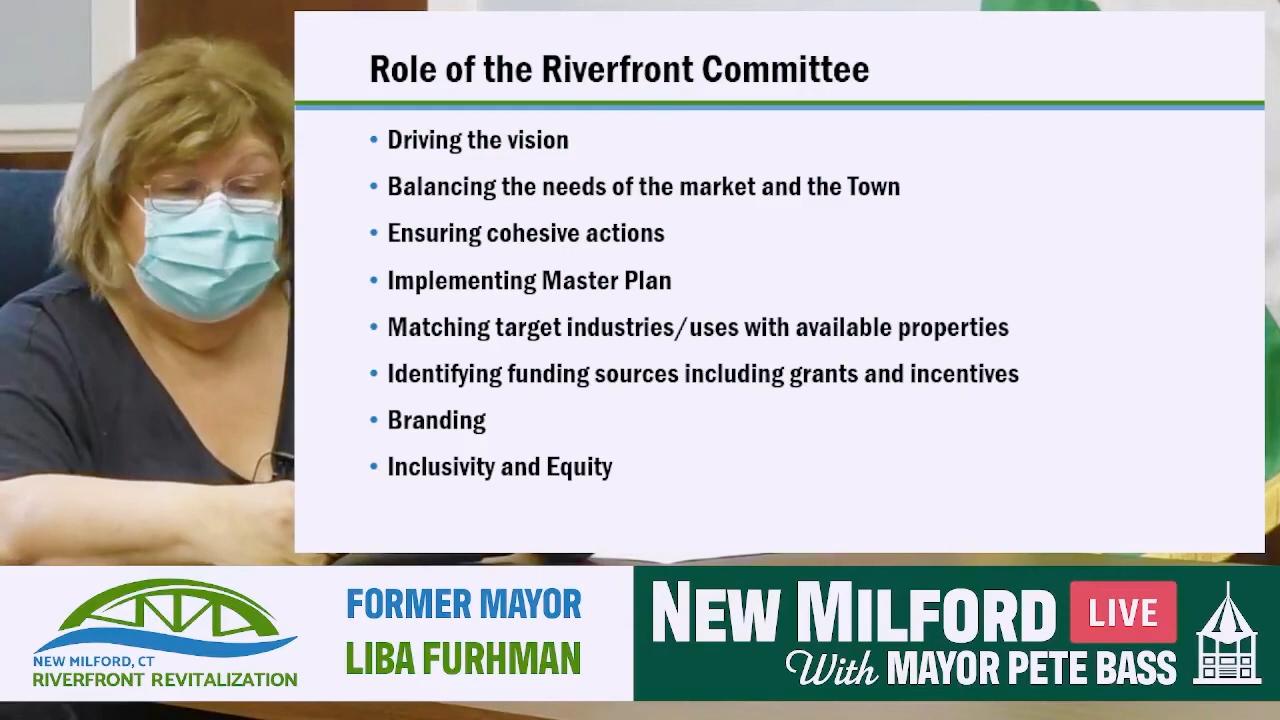 Role of the Riverfront Committee
• Driving the vision
• Balancing the needs of the market and the Town
• Ensuring cohesive actions
• Implementing Master Plan
• Matching target industries/uses with available properties
• Identifying funding sources including grants and incentives
• Branding
• Inclusivity and Equity
NEW MILFORD, CT
RIVERFRONT REVITALIZATION
FORMER MAYOR
LIBA FURHMAN
NEW MILFORD LIVE
With MAYOR PETE BASS